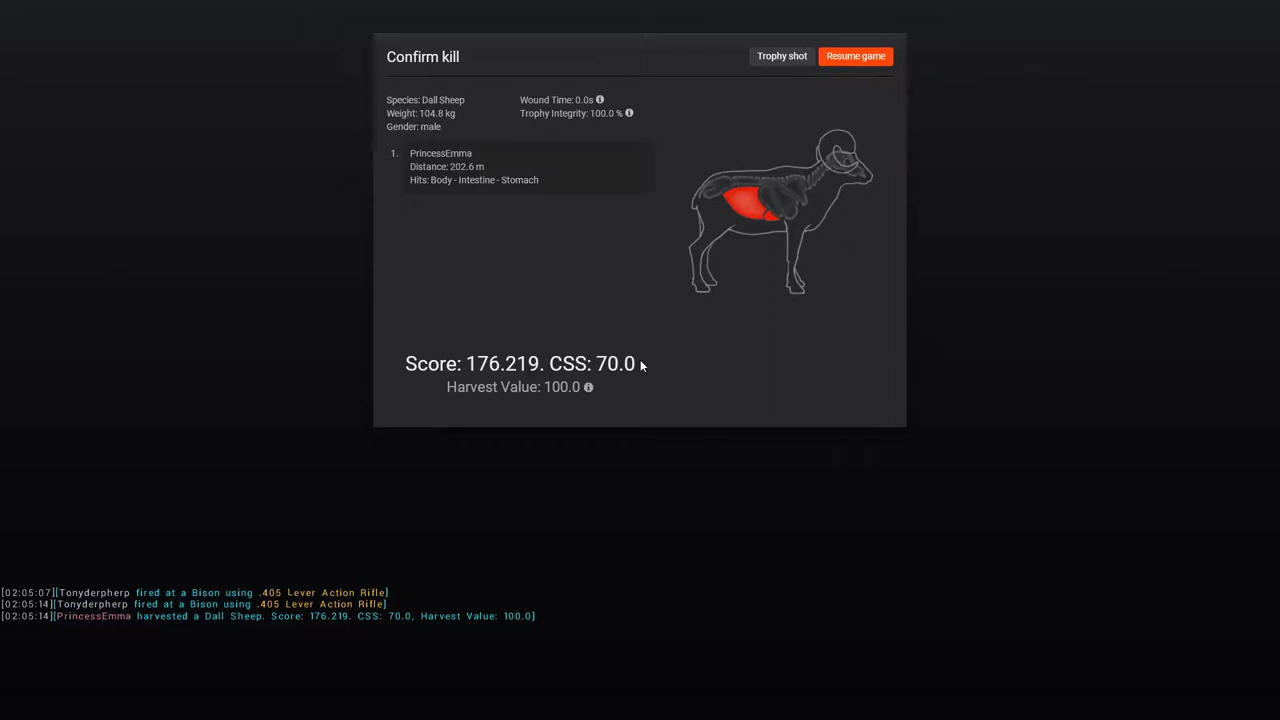 Confirm kill
Trophy shot
Resume game
Species: Dall Sheep
Weight: 104.8 kg
Gender: male
Wound Time: 0.0s
Trophy Integrity: 100.0 %
1.
PrincessEmma
Distance: 202.6 m
Hits: Body - Intestine - Stomach
Score: 176.219. CSS: 70.0
Harvest Value: 100.0
[02:05:07][Tonyderpherp fired at a Bison using .405 Lever Action Rifle]
[02:05:14][Tonyderpherp fired at a Bison using .405 Lever Action Rifle]
[02:05:14][PrincessEmma harvested a Dall Sheep. Score: 176.219. CSS: 70.0, Harvest Value: 100.0]